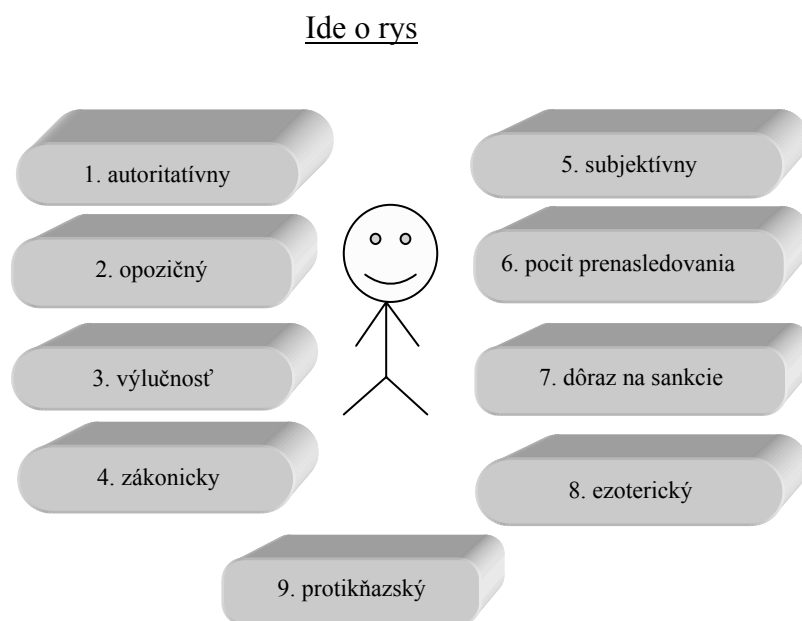 Ide o rys
1. autoritatívny
2. opozičný
3. výlučnosť
4. zákonicky
5. subjektívny
6. pocit prenasledovania
7. dôraz na sankcie
8. ezoterický
9. protikňazský